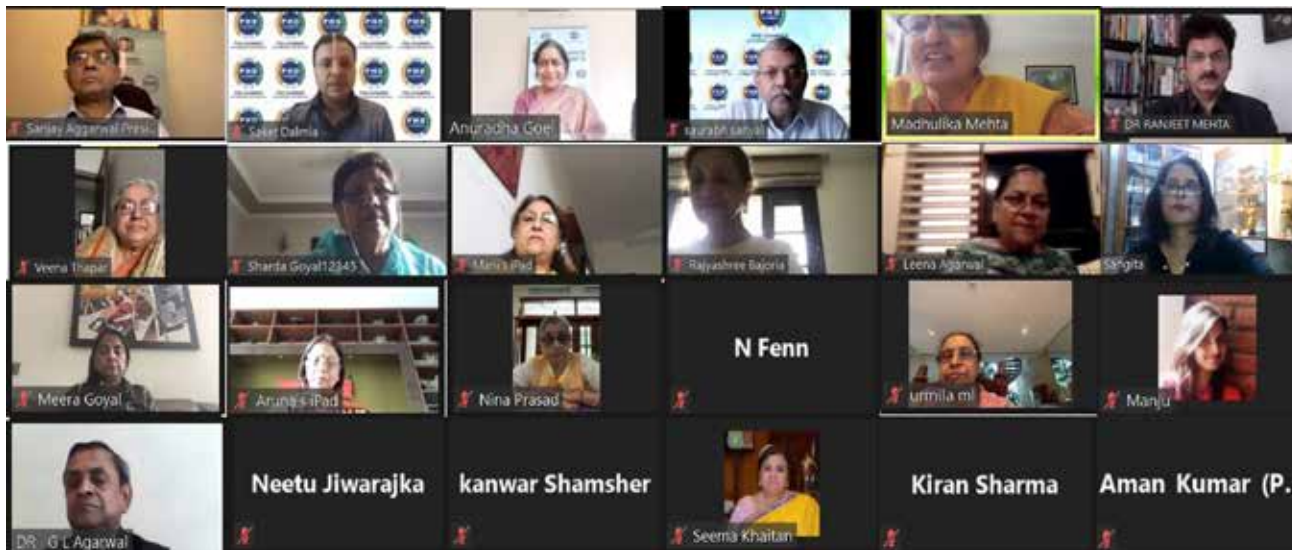 Sanjay Aggarwal Presi...
Saket Dalmia
Anuradha Goel
saurabh sanyal
Madhulika Mehta
DR RANJEET MEHTA
Veena Thapar
Sharda Goyal12345
Mani's iPad
Rajyashree Bajoria
Leena Agarwal
Sangita
Meera Goyal
Aruna's iPad
Nina Prasad
N Fenn
urmila ml
Manju
DR G L Agarwal
Neetu Jiwarajka
kanwar Shamsher
Seema Khaitan
Kiran Sharma
Aman Kumar (P...